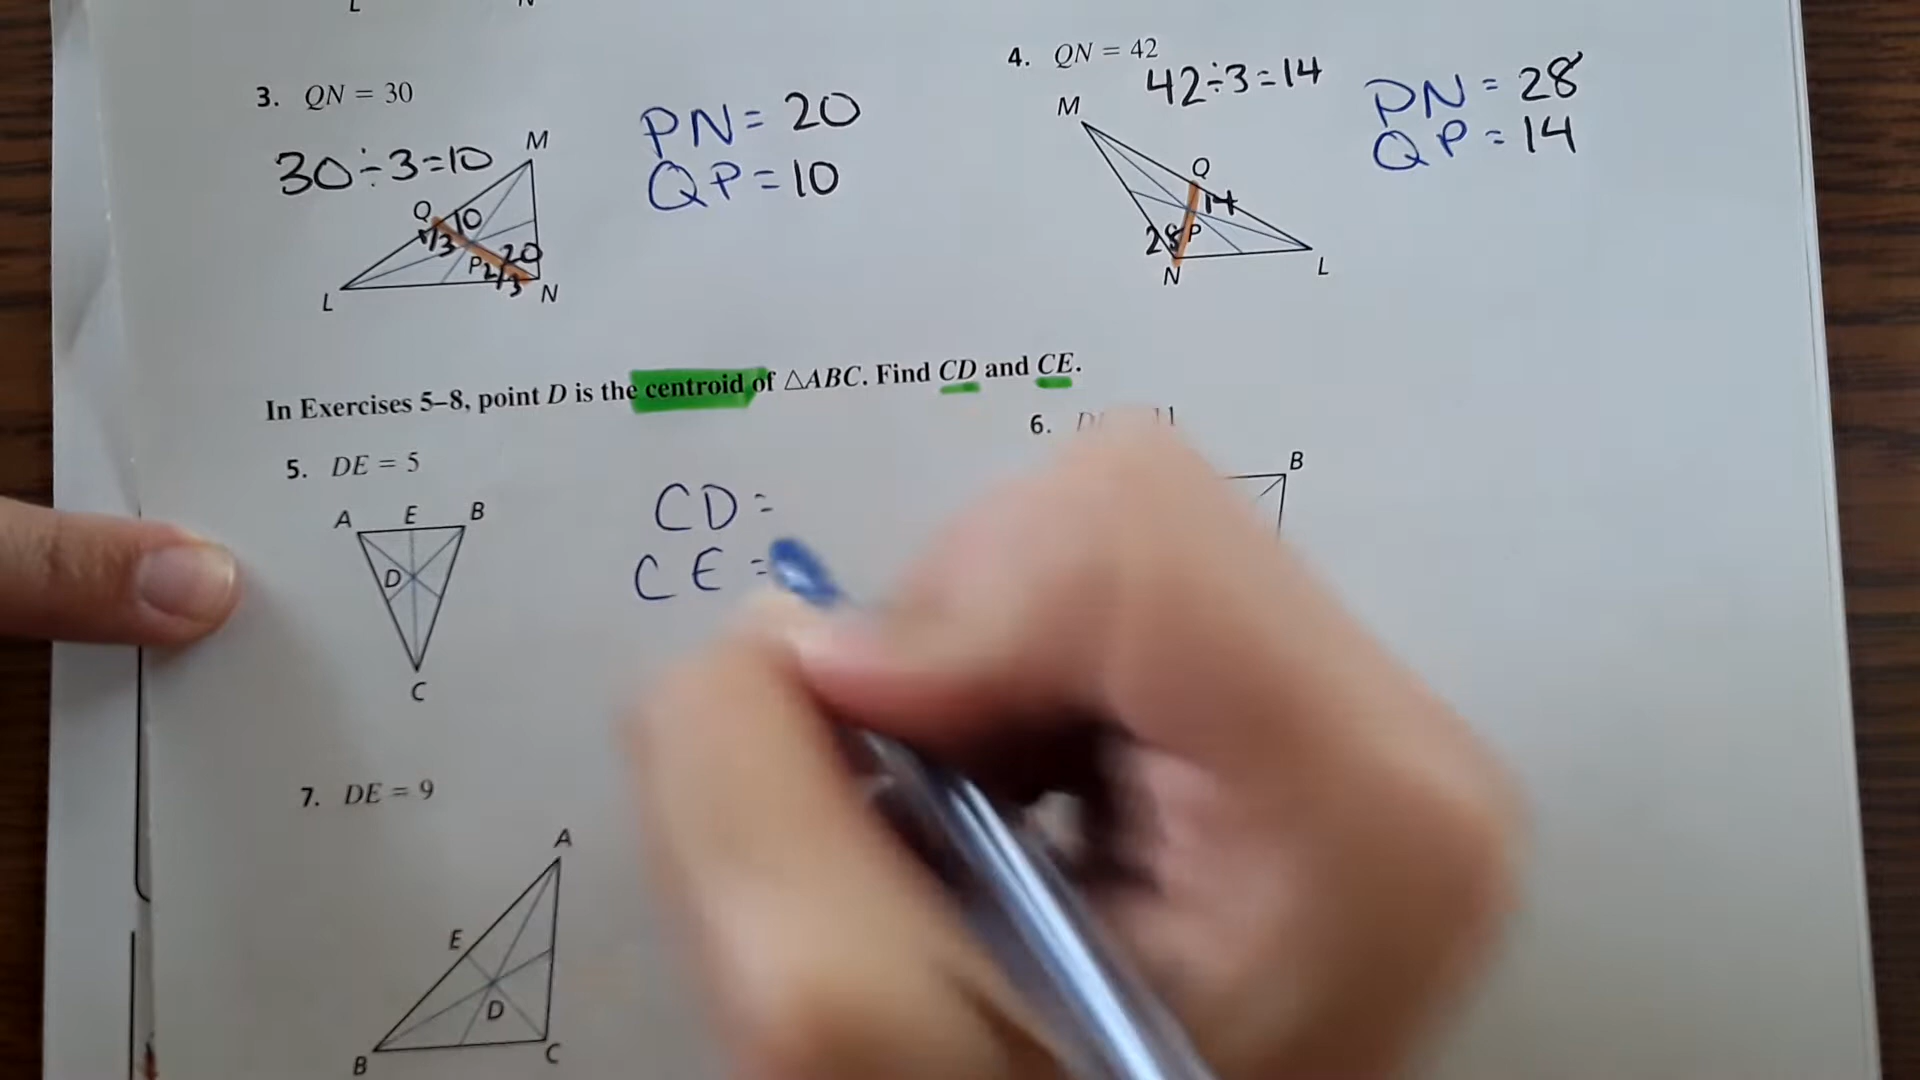 L
N
3. QN = 30
30÷3=10
M
Q
10
1/3
P
2/3
20
L
N
PN = 20
QP = 10
4. QN = 42
42÷3=14
M
Q
14
28
P
N
L
PN = 28
QP = 14
In Exercises 5–8, point D is the centroid of △ABC. Find CD and CE.
5. DE = 5
A E B
D
C
CD =
CE =
6.
11
B
7. DE = 9
A
E
D
B
C